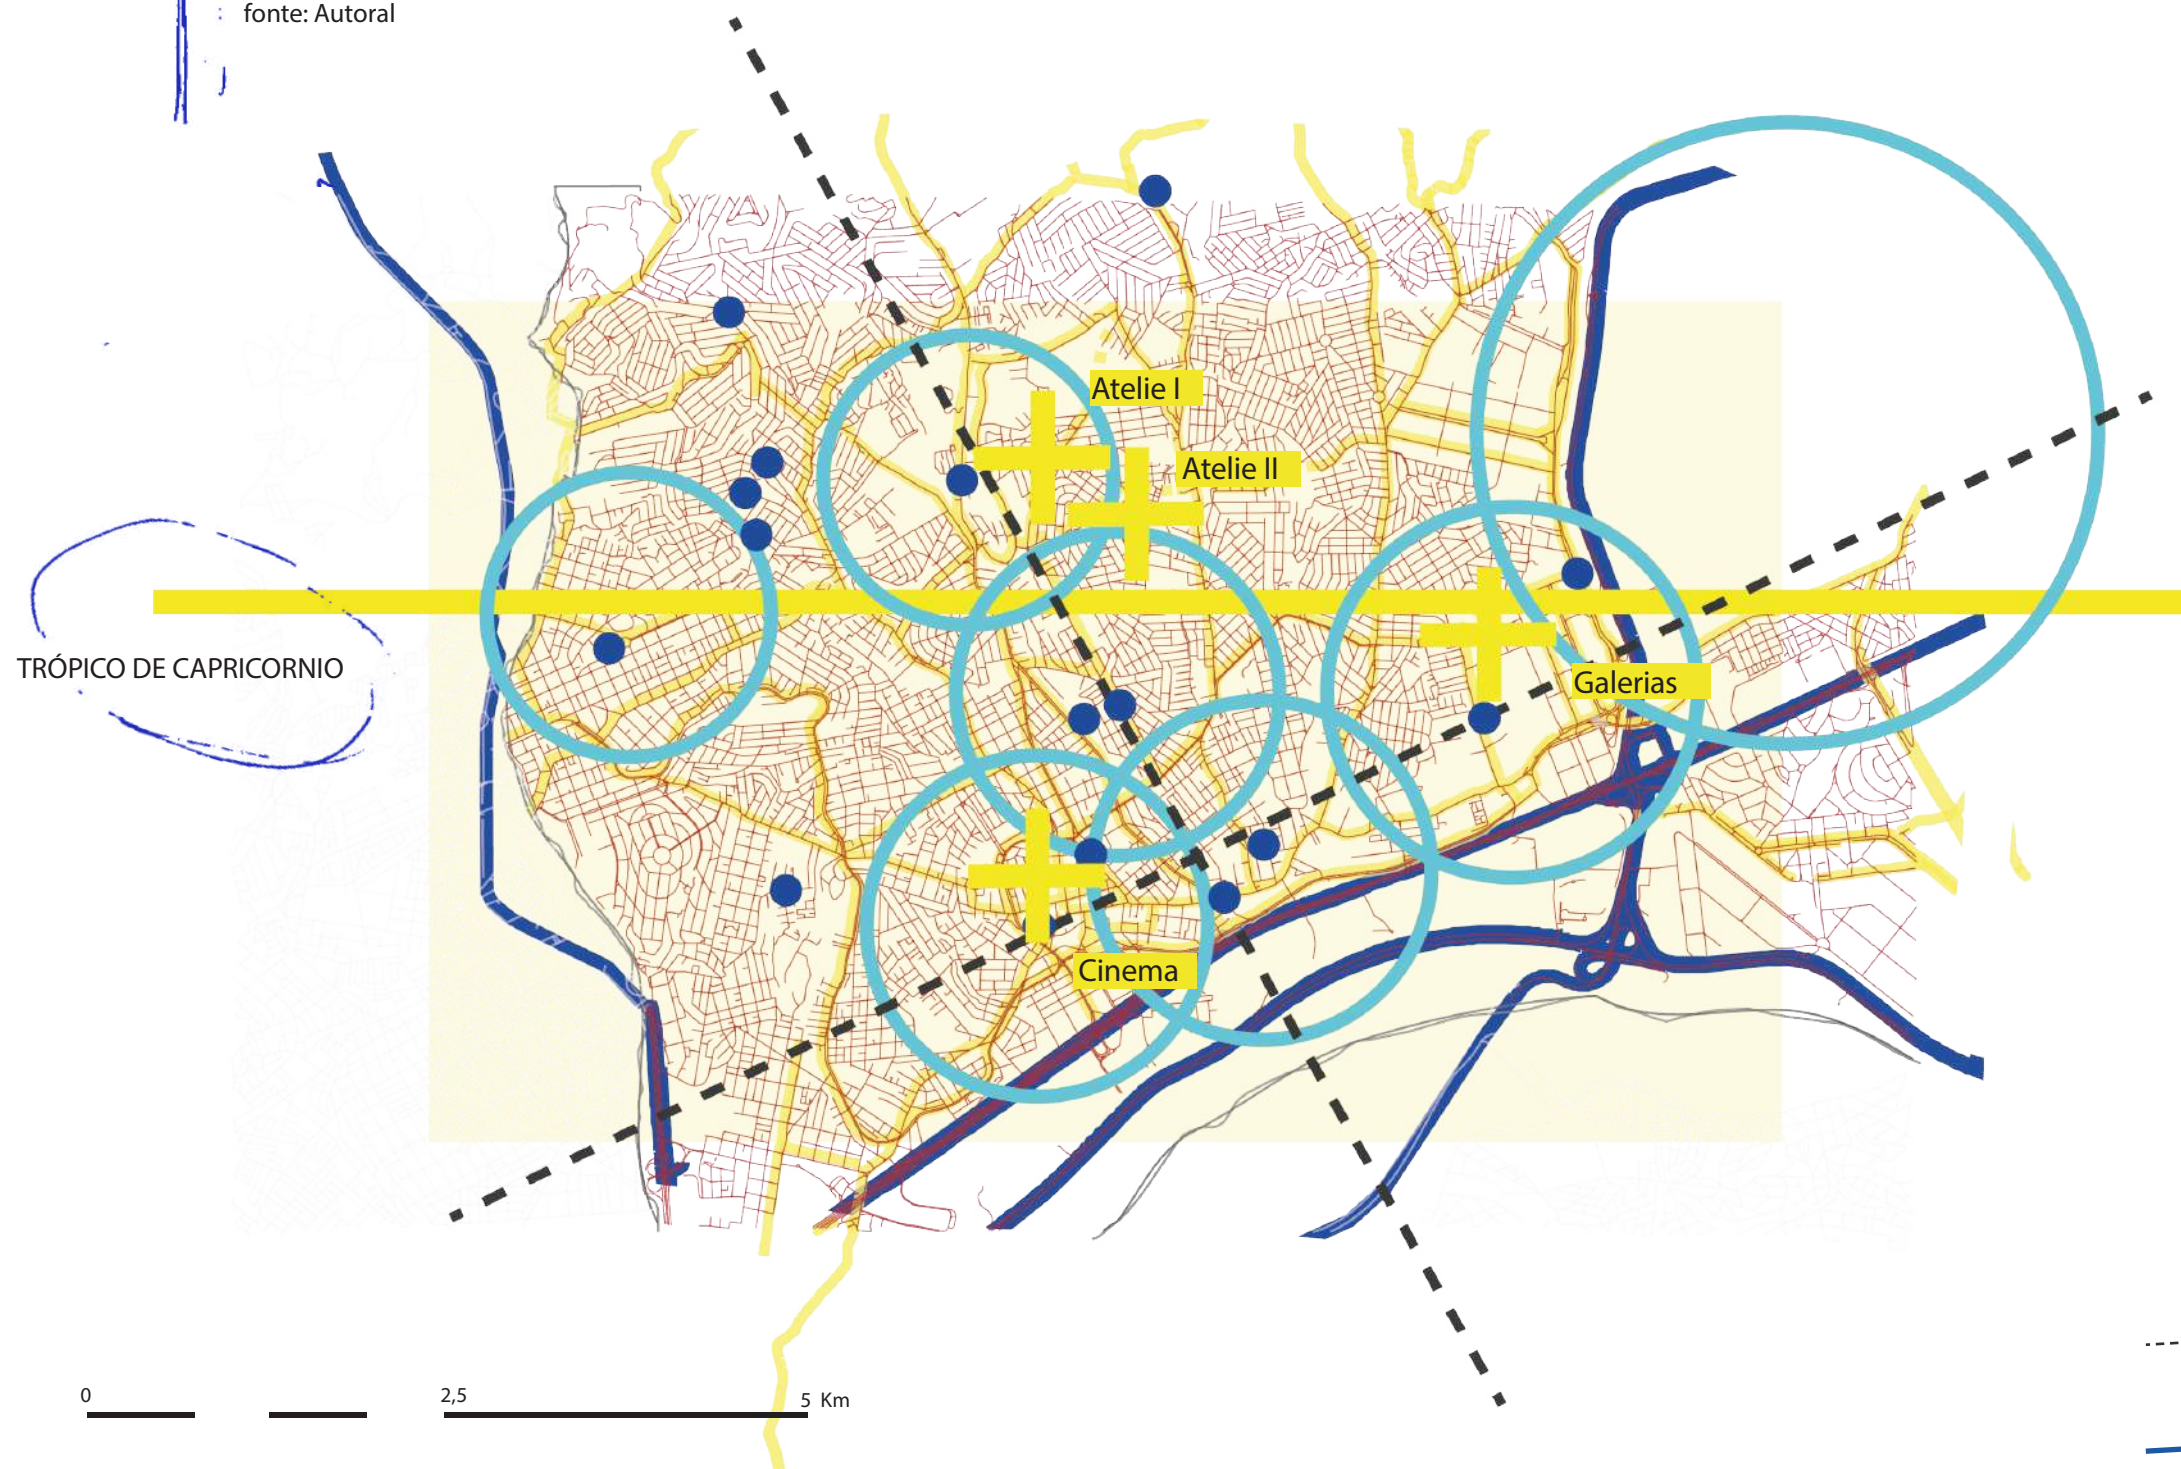 fonte: Autoral
Atelie I
Atelie II
TRÓPICO DE CAPRICORNIO
Galerias
Cinema
0 2,5 5 Km